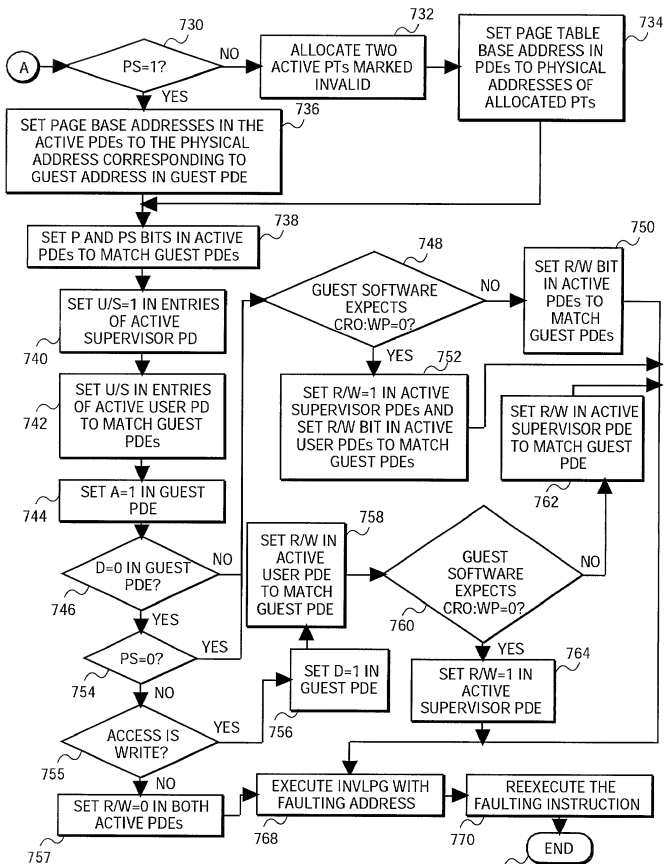 730
A
PS=1?
NO
YES
732
ALLOCATE TWO
ACTIVE PTs MARKED
INVALID
734
SET PAGE TABLE
BASE ADDRESS IN
PDEs TO PHYSICAL
ADDRESSES OF
ALLOCATED PTs
736
SET PAGE BASE ADDRESSES IN THE
ACTIVE PDEs TO THE PHYSICAL
ADDRESS CORRESPONDING TO
GUEST ADDRESS IN GUEST PDE
738
SET P AND PS BITS IN ACTIVE
PDEs TO MATCH GUEST PDEs
SET U/S=1 IN ENTRIES
OF ACTIVE
SUPERVISOR PD
740
SET U/S IN ENTRIES
OF ACTIVE USER PD
TO MATCH GUEST
PDEs
742
SET A=1 IN GUEST
PDE
744
D=0 IN GUEST
PDE?
NO
746
YES
PS=0?
YES
754
NO
ACCESS IS
WRITE?
YES
755
NO
SET R/W=0 IN BOTH
ACTIVE PDEs
757
748
GUEST SOFTWARE
EXPECTS
CRO:WP=0?
NO
YES
750
SET R/W BIT
IN ACTIVE
PDEs TO
MATCH
GUEST PDEs
752
SET R/W=1 IN ACTIVE
SUPERVISOR PDEs AND
SET R/W BIT IN ACTIVE
USER PDEs TO MATCH
GUEST PDEs
SET D=1 IN
GUEST PDE
756
758
SET R/W IN
ACTIVE
USER PDE
TO MATCH
GUEST PDE
GUEST
SOFTWARE
EXPECTS
CRO:WP=0?
760
NO
YES
SET R/W IN ACTIVE
SUPERVISOR PDE
TO MATCH GUEST
PDE
762
764
SET R/W=1 IN
ACTIVE
SUPERVISOR PDE
EXECUTE INVLPG WITH
FAULTING ADDRESS
768
REEXECUTE THE
FAULTING INSTRUCTION
770
END